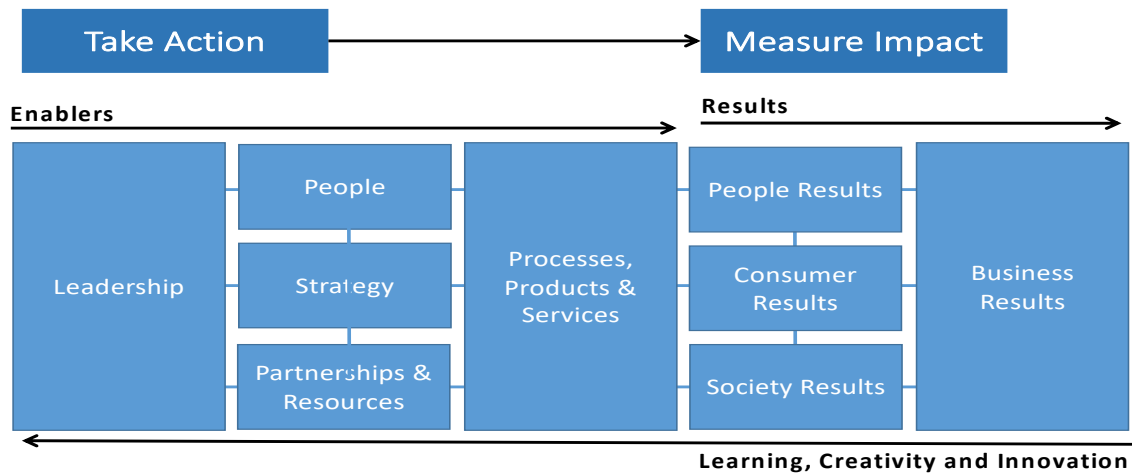 Take Action
Measure Impact
Enablers
Results
Leadership
People
Strategy
Partnerships &
Resources
Processes,
Products &
Services
People Results
Consumer
Results
Society Results
Business
Results
Learning, Creativity and Innovation